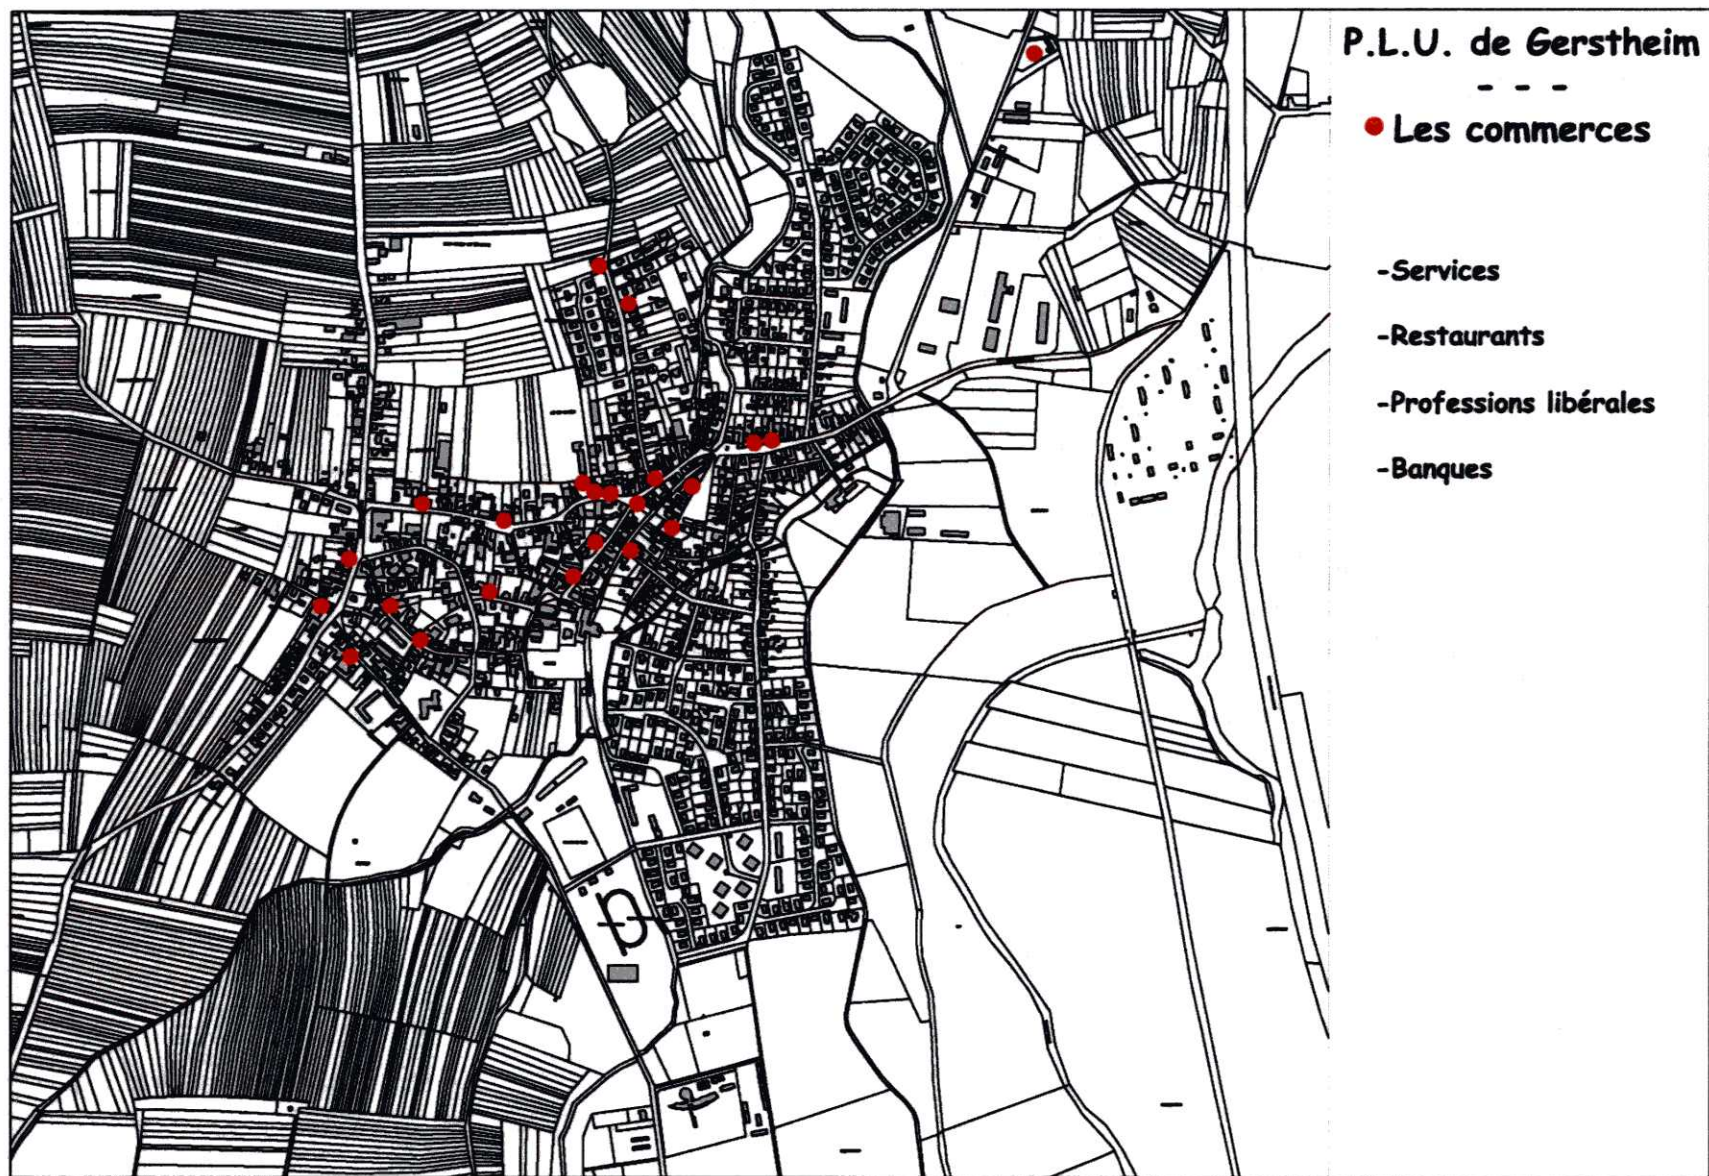 P.L.U. de Gerstheim
- - -
Les commerces
-Services
-Restaurants
-Professions libérales
-Banques